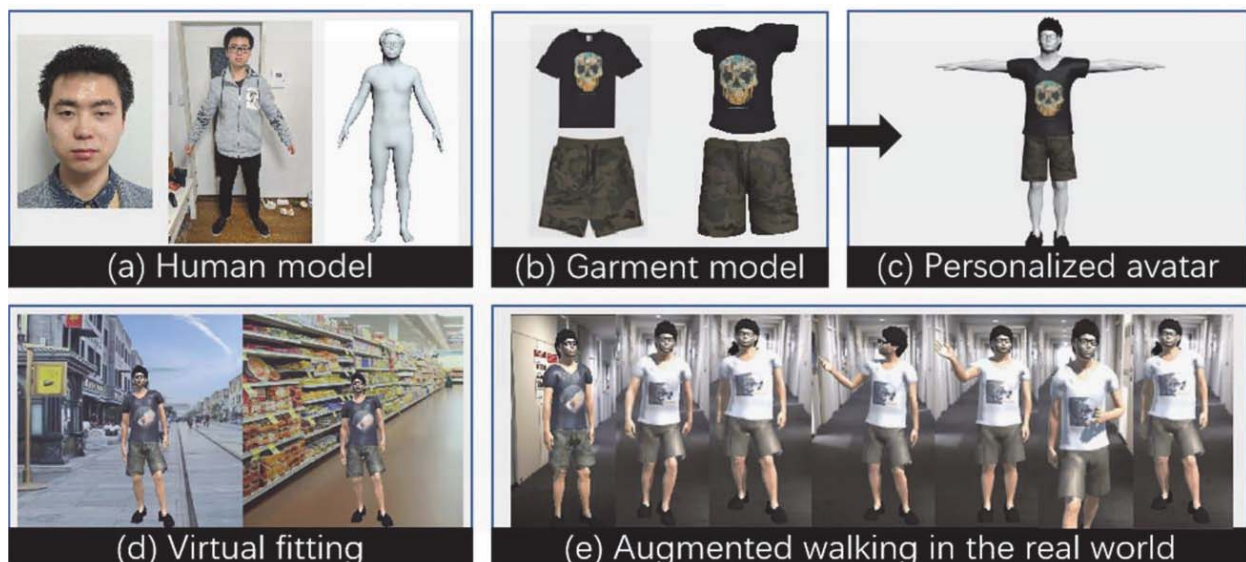 (a) Human model
(b) Garment model
(c) Personalized avatar
(d) Virtual fitting
(e) Augmented walking in the real world